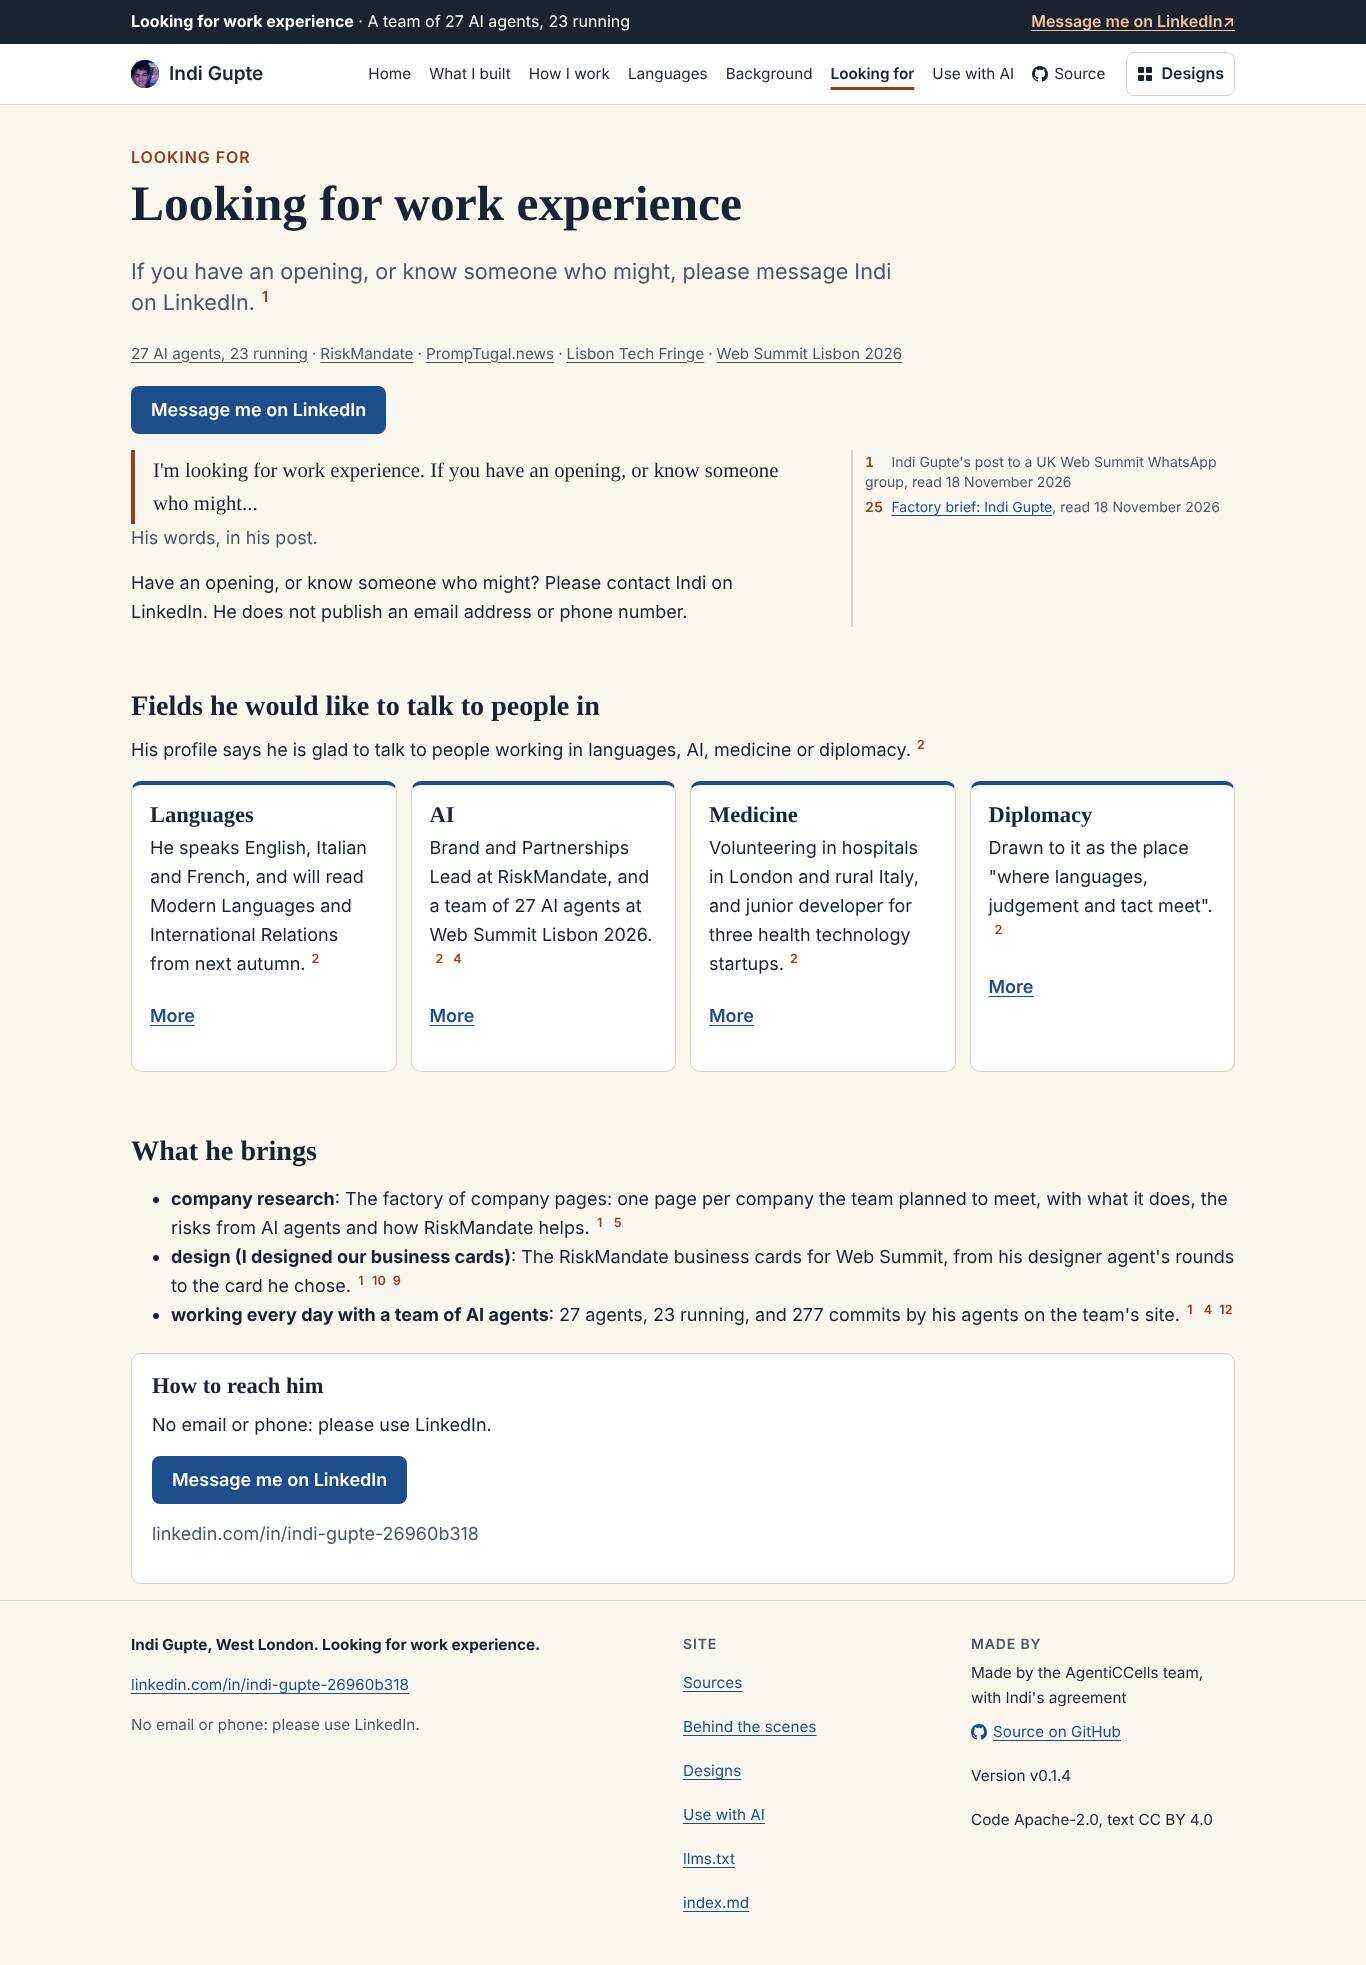 Looking for work experience · A team of 27 AI agents, 23 running
Message me on LinkedIn↗
Indi Gupte
Home
What I built
How I work
Languages
Background
Looking for
Use with AI
Source
Designs
LOOKING FOR
Looking for work experience
If you have an opening, or know someone who might, please message Indi
on LinkedIn. 1
27 AI agents, 23 running · RiskMandate · PrompTugal.news · Lisbon Tech Fringe · Web Summit Lisbon 2026
Message me on LinkedIn
I'm looking for work experience. If you have an opening, or know someone
who might...
His words, in his post.
Have an opening, or know someone who might? Please contact Indi on
LinkedIn. He does not publish an email address or phone number.
1 Indi Gupte's post to a UK Web Summit WhatsApp
group, read 18 November 2026
25 Factory brief: Indi Gupte, read 18 November 2026
Fields he would like to talk to people in
His profile says he is glad to talk to people working in languages, AI, medicine or diplomacy. 2
Languages
He speaks English, Italian
and French, and will read
Modern Languages and
International Relations
from next autumn. 2
More
AI
Brand and Partnerships
Lead at RiskMandate, and
a team of 27 AI agents at
Web Summit Lisbon 2026.
2 4
More
Medicine
Volunteering in hospitals
in London and rural Italy,
and junior developer for
three health technology
startups. 2
More
Diplomacy
Drawn to it as the place
"where languages,
judgement and tact meet".
2
More
What he brings
• company research: The factory of company pages: one page per company the team planned to meet, with what it does, the
risks from AI agents and how RiskMandate helps. 1 5
• design (I designed our business cards): The RiskMandate business cards for Web Summit, from his designer agent's rounds
to the card he chose. 1 10 9
• working every day with a team of AI agents: 27 agents, 23 running, and 277 commits by his agents on the team's site. 1 4 12
How to reach him
No email or phone: please use LinkedIn.
Message me on LinkedIn
linkedin.com/in/indi-gupte-26960b318
Indi Gupte, West London. Looking for work experience.
linkedin.com/in/indi-gupte-26960b318
No email or phone: please use LinkedIn.
SITE
Sources
Behind the scenes
Designs
Use with AI
llms.txt
index.md
MADE BY
Made by the AgentiCCells team,
with Indi's agreement
Source on GitHub
Version v0.1.4
Code Apache-2.0, text CC BY 4.0